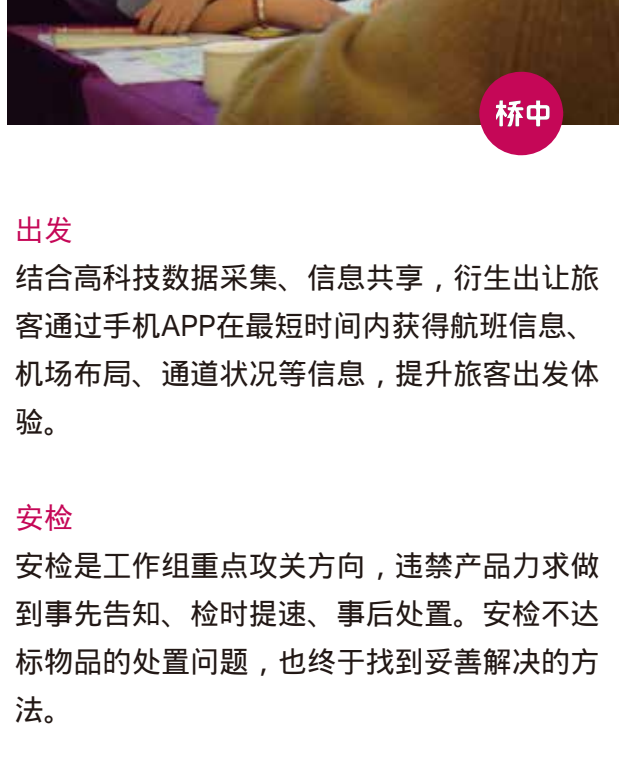 桥中
出发
结合高科技数据采集、信息共享，衍生出让旅
客通过手机APP在最短时间内获得航班信息、
机场布局、通道状况等信息，提升旅客出发体
验。
安检
安检是工作组重点攻关方向，违禁产品力求做
到事先告知、检时提速、事后处置。安检不达
标物品的处置问题，也终于找到妥善解决的方
法。